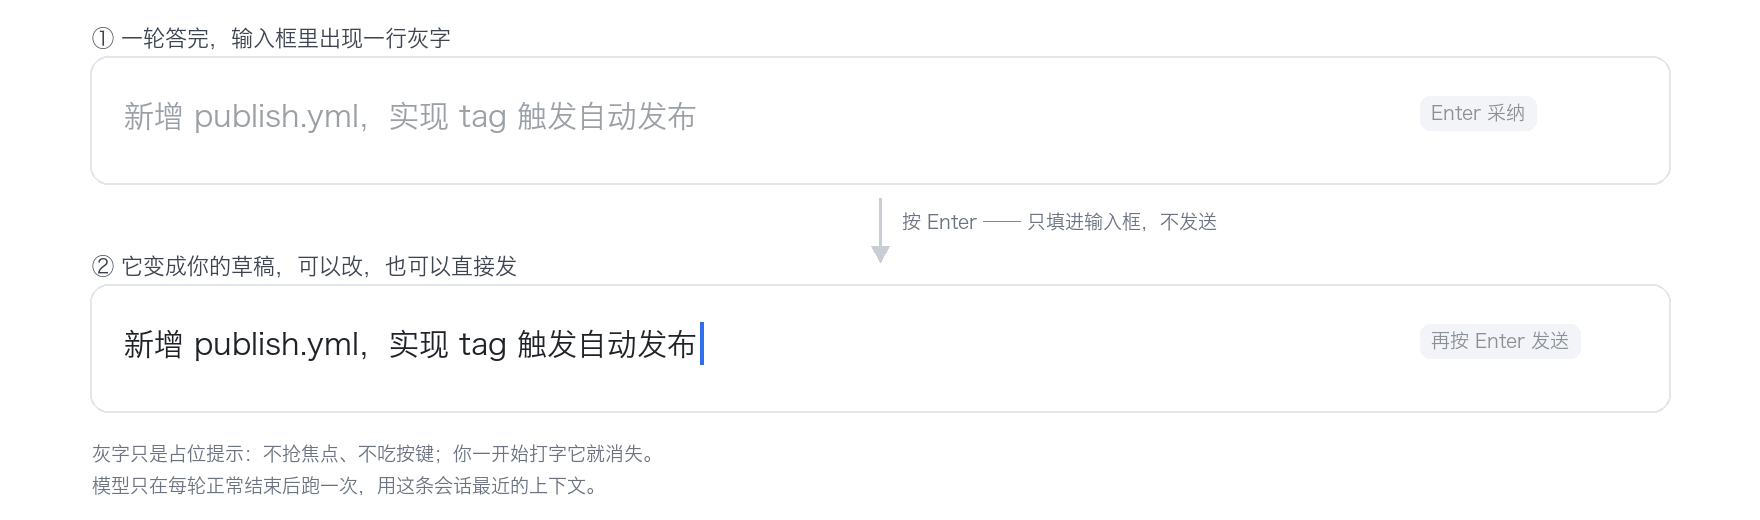 ① 一轮答完，输入框里出现一行灰字
新增 publish.yml，实现 tag 触发自动发布
Enter 采纳
按 Enter —— 只填进输入框，不发送
② 它变成你的草稿，可以改，也可以直接发
新增 publish.yml，实现 tag 触发自动发布
再按 Enter 发送
灰字只是占位提示：不抢焦点、不吃按键；你一开始打字它就消失。
模型只在每轮正常结束后跑一次，用这条会话最近的上下文。